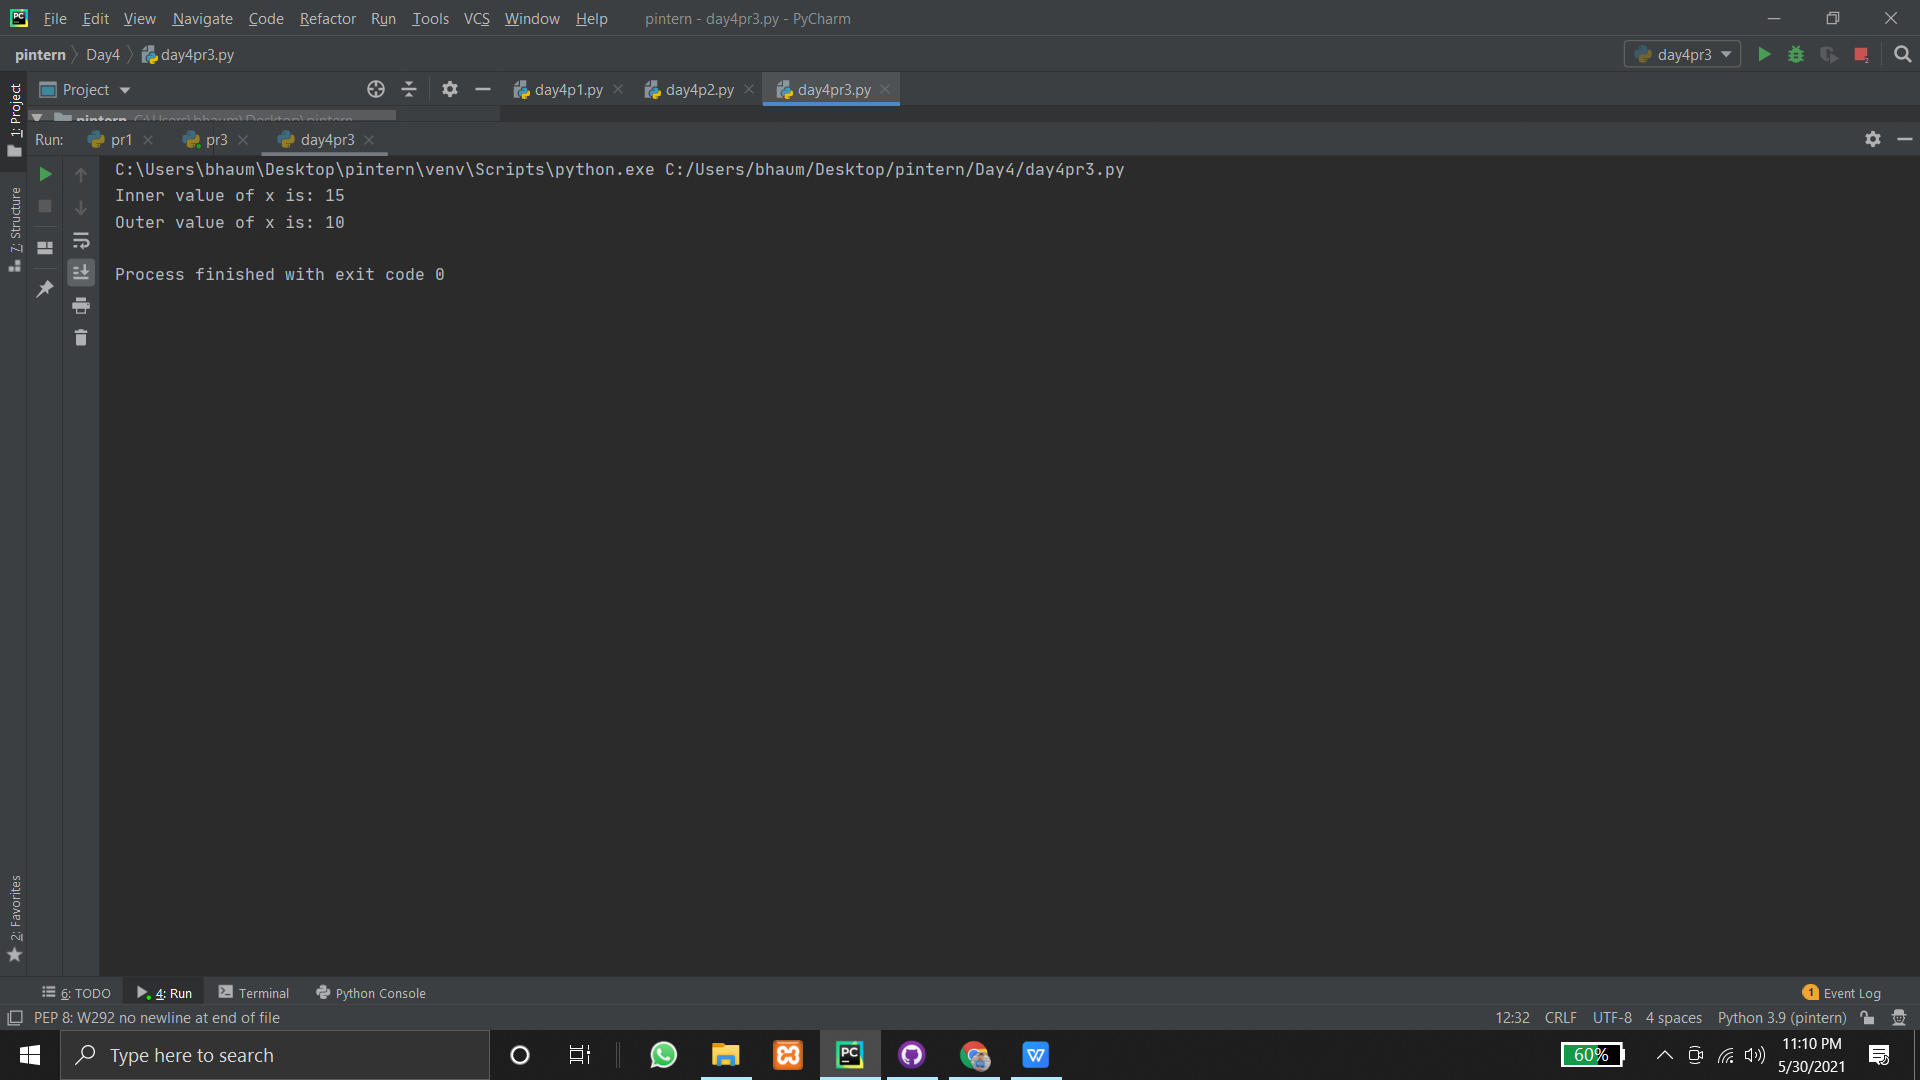 File Edit View Navigate Code Refactor Run Tools VCS Window Help pintern - day4pr3.py - PyCharm
pintern Day4 day4pr3.py day4pr3
1: Project
Project day4p1.py day4p2.py day4pr3.py
pintern C:\Users\bhaum\Desktop\pintern
Run: pr1 pr3 day4pr3
C:\Users\bhaum\Desktop\pintern\venv\Scripts\python.exe C:/Users/bhaum/Desktop/pintern/Day4/day4pr3.py
Inner value of x is: 15
Outer value of x is: 10
Process finished with exit code 0
7: Structure
2: Favorites
6: TODO 4: Run Terminal Python Console 1 Event Log
PEP 8: W292 no newline at end of file 12:32 CRLF UTF-8 4 spaces Python 3.9 (pintern)
Type here to search 60% 11:10 PM
5/30/2021